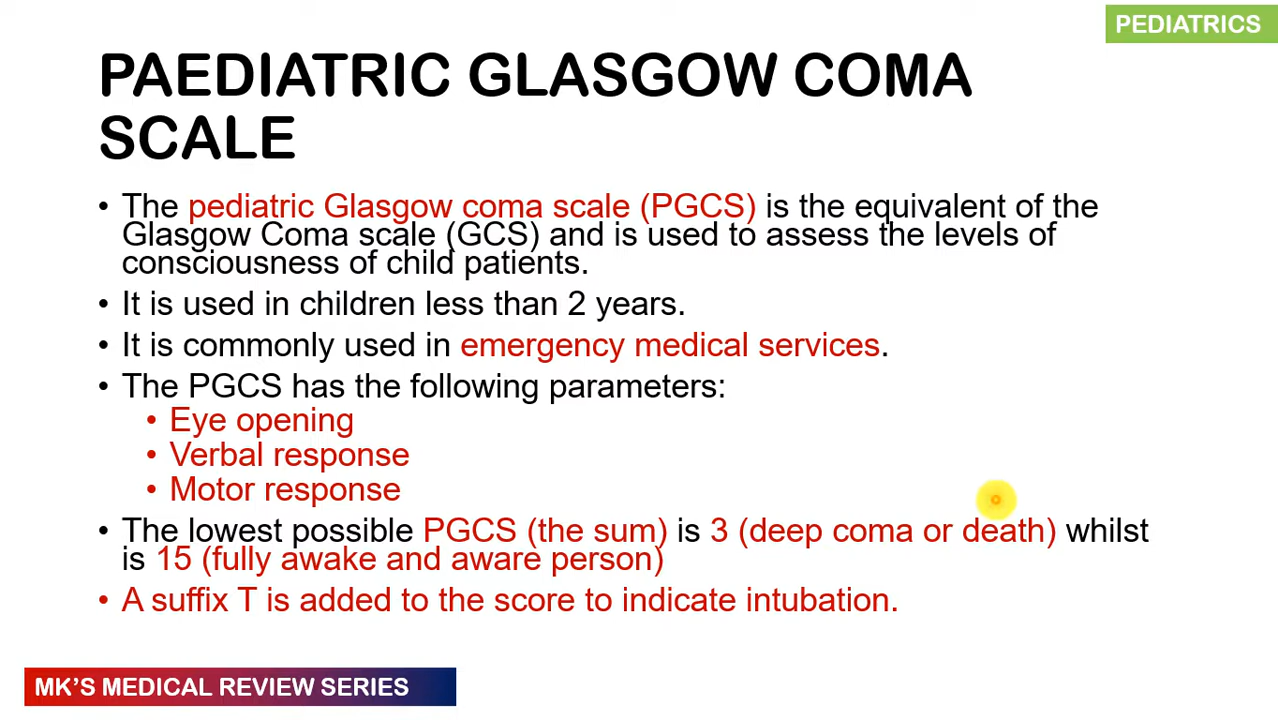 PEDIATRICS
PAEDIATRIC GLASGOW COMA
SCALE
• The pediatric Glasgow coma scale (PGCS) is the equivalent of the
Glasgow Coma scale (GCS) and is used to assess the levels of
consciousness of child patients.
• It is used in children less than 2 years.
• It is commonly used in emergency medical services.
• The PGCS has the following parameters:
• Eye opening
• Verbal response
• Motor response
• The lowest possible PGCS (the sum) is 3 (deep coma or death) whilst
is 15 (fully awake and aware person)
• A suffix T is added to the score to indicate intubation.
MK'S MEDICAL REVIEW SERIES